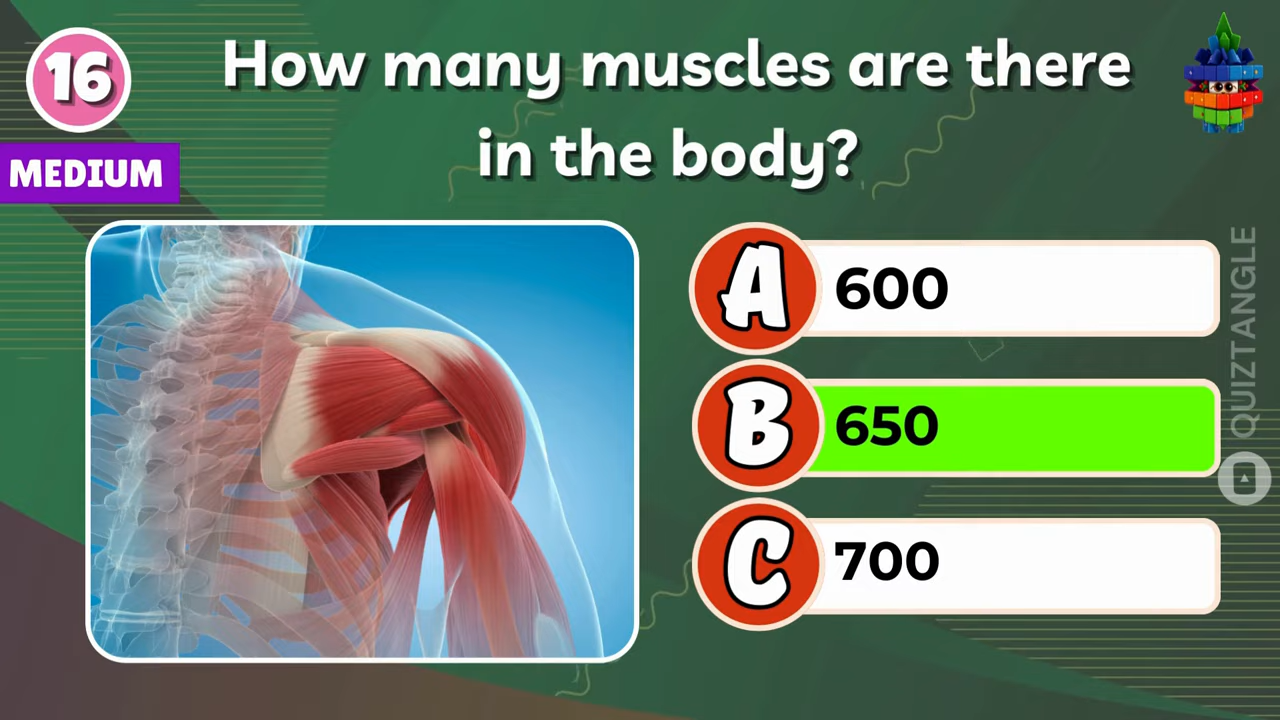 16
How many muscles are there
in the body?
MEDIUM
A 600
B 650
C 700
QUIZTANGLE